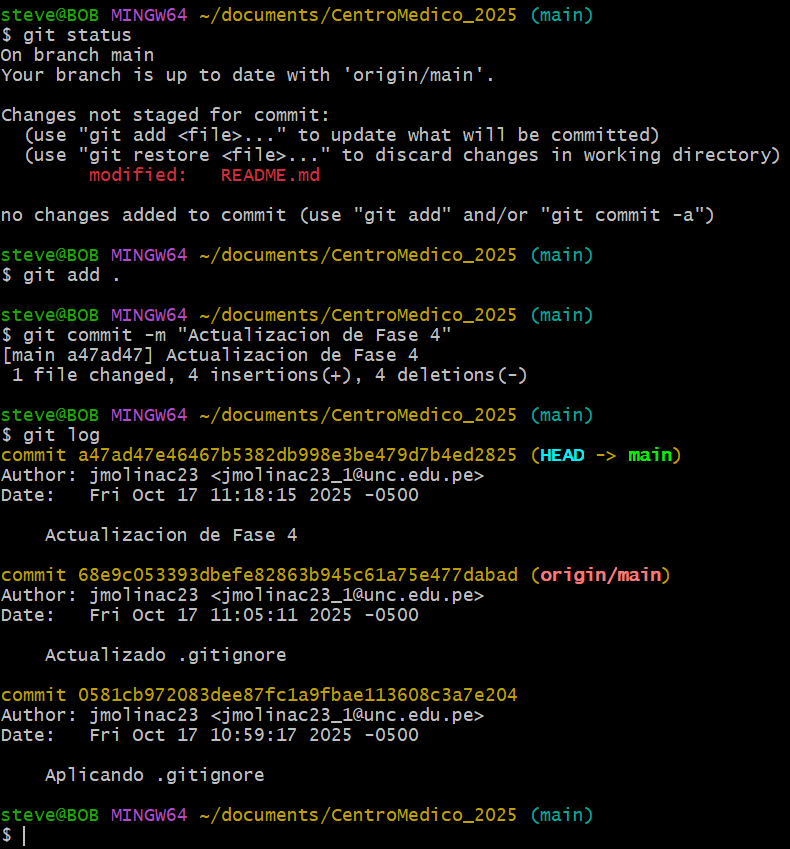 steve@BOB MINGW64 ~/documents/CentroMedico_2025 (main)
$ git status
On branch main
Your branch is up to date with 'origin/main'.
Changes not staged for commit:
  (use "git add <file>..." to update what will be committed)
  (use "git restore <file>..." to discard changes in working directory)
        modified:   README.md
no changes added to commit (use "git add" and/or "git commit -a")
steve@BOB MINGW64 ~/documents/CentroMedico_2025 (main)
$ git add .
steve@BOB MINGW64 ~/documents/CentroMedico_2025 (main)
$ git commit -m "Actualizacion de Fase 4"
[main a47ad47] Actualizacion de Fase 4
 1 file changed, 4 insertions(+), 4 deletions(-)
steve@BOB MINGW64 ~/documents/CentroMedico_2025 (main)
$ git log
commit a47ad47e46467b5382db998e3be479d7b4ed2825 (HEAD -> main)
Author: jmolinac23 <jmolinac23_1@unc.edu.pe>
Date:   Fri Oct 17 11:18:15 2025 -0500
    Actualizacion de Fase 4
commit 68e9c053393dbefe82863b945c61a75e477dabad (origin/main)
Author: jmolinac23 <jmolinac23_1@unc.edu.pe>
Date:   Fri Oct 17 11:05:11 2025 -0500
    Actualizado .gitignore
commit 0581cb972083dee87fc1a9fbae113608c3a7e204
Author: jmolinac23 <jmolinac23_1@unc.edu.pe>
Date:   Fri Oct 17 10:59:17 2025 -0500
    Aplicando .gitignore
steve@BOB MINGW64 ~/documents/CentroMedico_2025 (main)
$